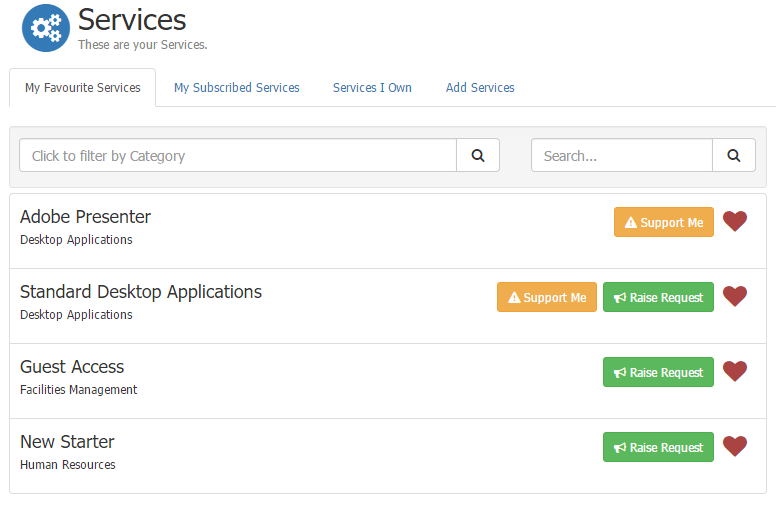 Services
These are your Services.
My Favourite Services
My Subscribed Services
Services I Own
Add Services
Click to filter by Category
Search...
Adobe Presenter
Desktop Applications
Support Me
Standard Desktop Applications
Desktop Applications
Support Me
Raise Request
Guest Access
Facilities Management
Raise Request
New Starter
Human Resources
Raise Request